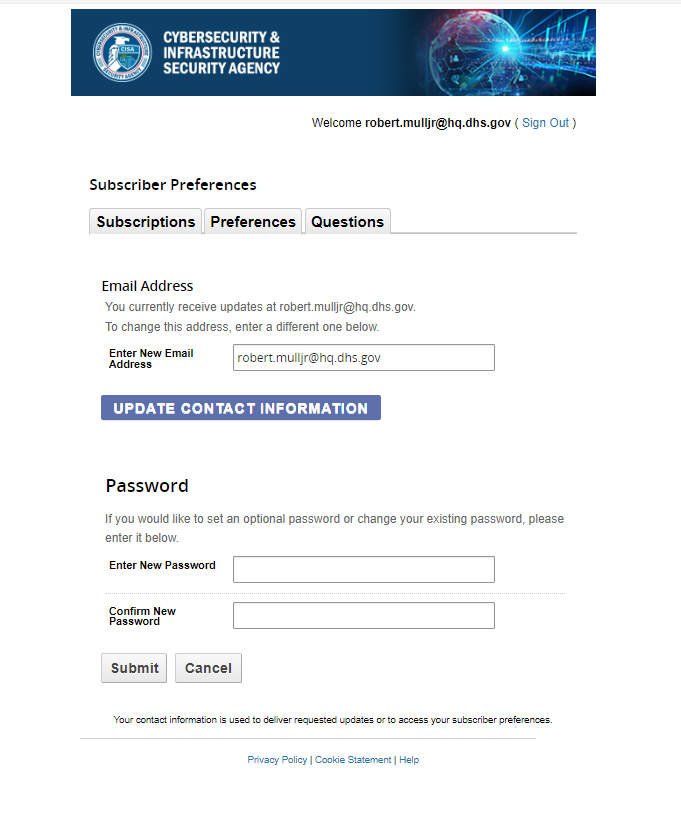 CISA
CYBERSECURITY &
INFRASTRUCTURE
SECURITY AGENCY
Welcome robert.mulljr@hq.dhs.gov ( Sign Out )
Subscriber Preferences
Subscriptions
Preferences
Questions
Email Address
You currently receive updates at robert.mulljr@hq.dhs.gov.
To change this address, enter a different one below.
Enter New Email
Address
robert.mulljr@hq.dhs.gov
UPDATE CONTACT INFORMATION
Password
If you would like to set an optional password or change your existing password, please
enter it below.
Enter New Password
Confirm New
Password
Submit
Cancel
Your contact information is used to deliver requested updates or to access your subscriber preferences.
Privacy Policy | Cookie Statement | Help